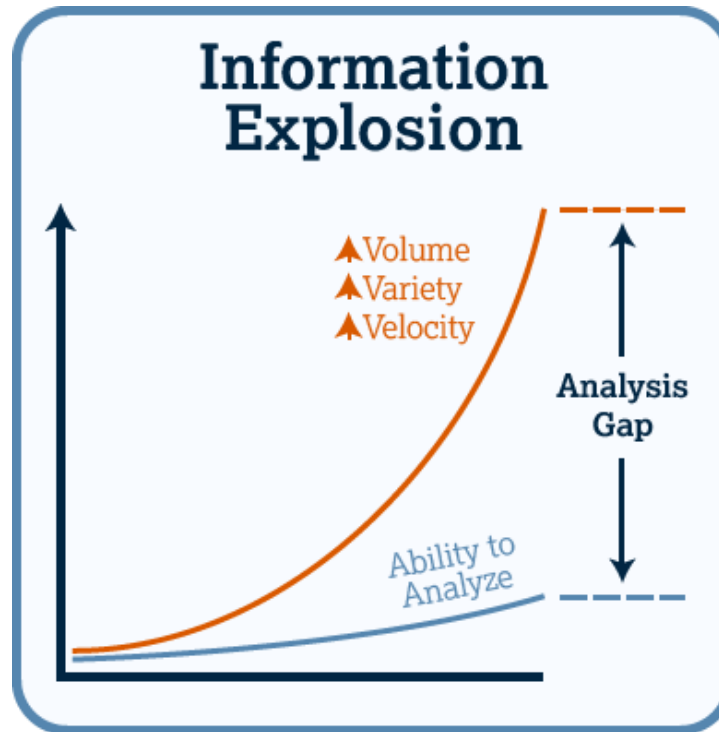 Information
Explosion
Volume
Variety
Velocity
Analysis
Gap
Ability to
Analyze